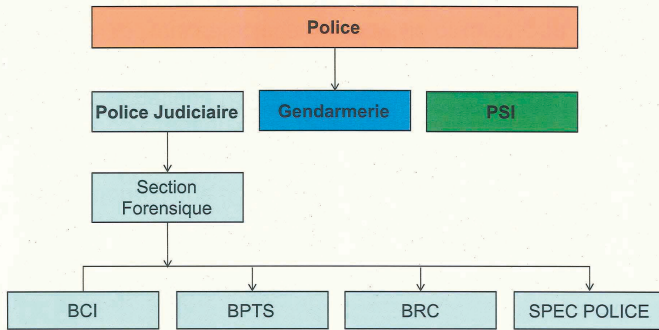 Police
Police Judiciaire
Gendarmerie
PSI
Section
Forensique
BCI
BPTS
BRC
SPEC POLICE